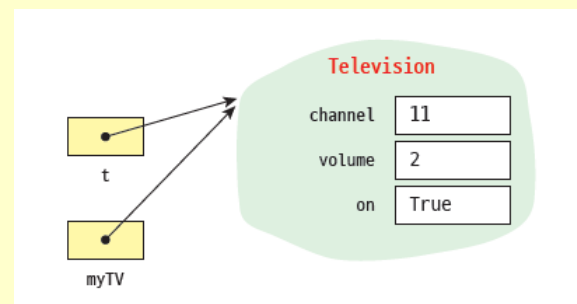 Television
channel 11
volume 2
on True
t
myTV